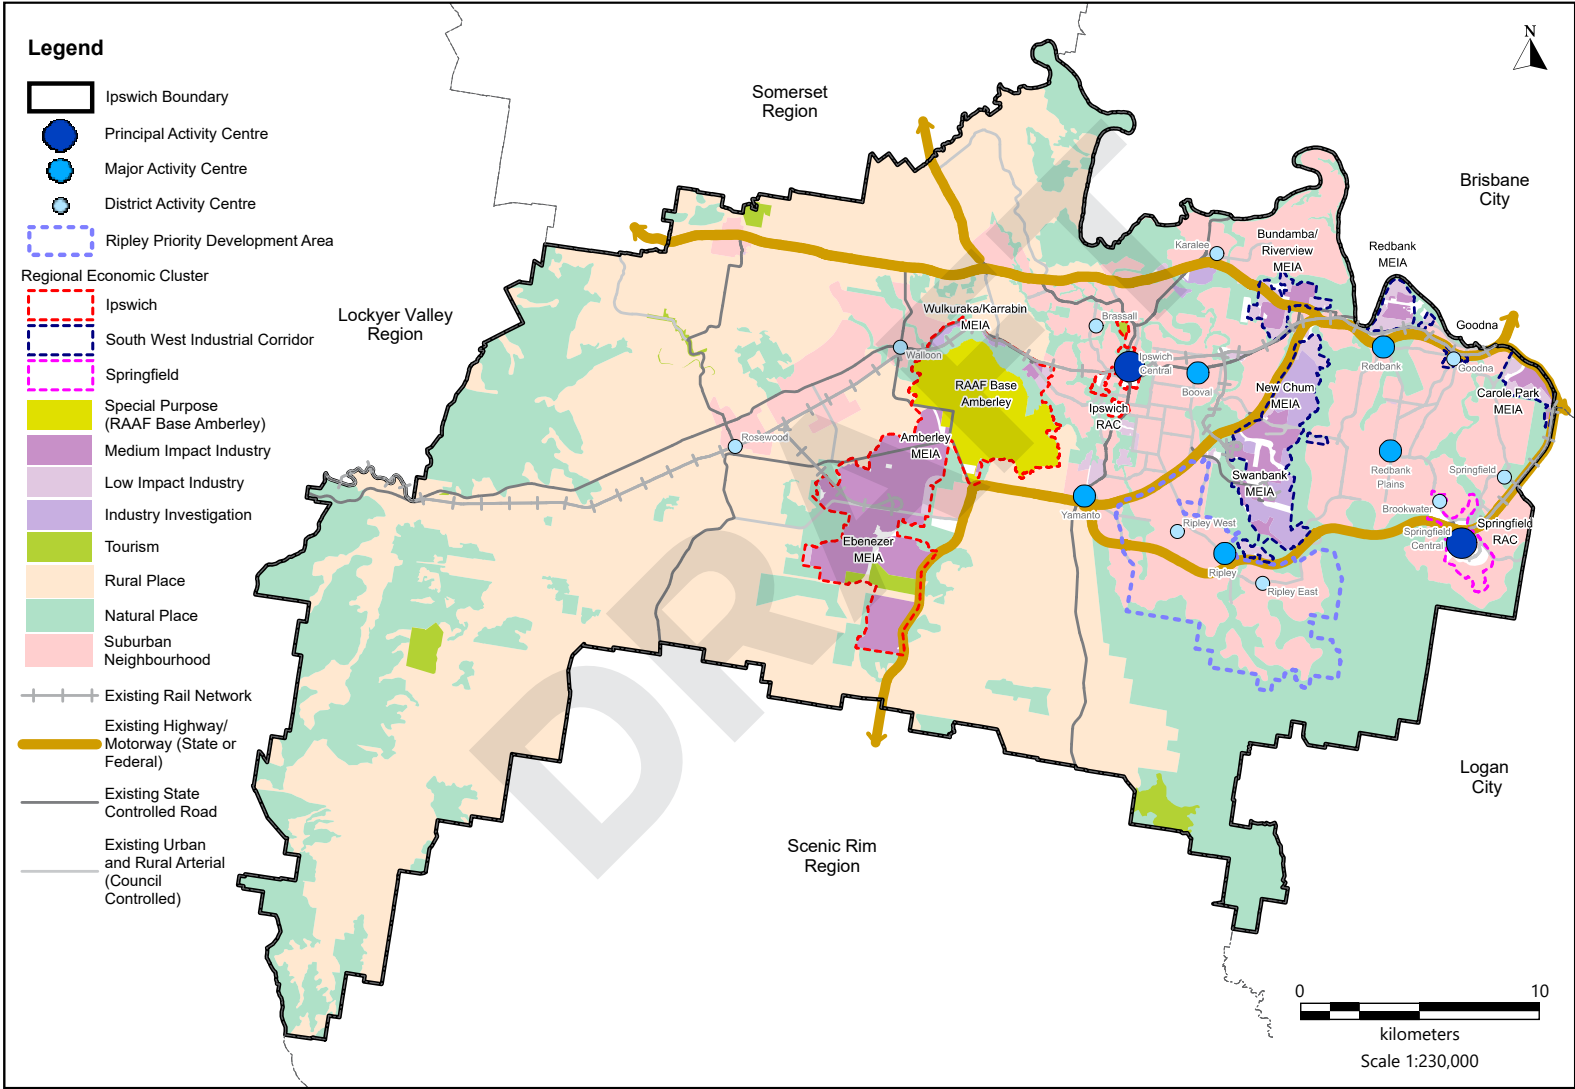 Legend
Ipswich Boundary
Principal Activity Centre
Major Activity Centre
District Activity Centre
Ripley Priority Development Area
Regional Economic Cluster
Ipswich
South West Industrial Corridor
Springfield
Special Purpose
(RAAF Base Amberley)
Medium Impact Industry
Low Impact Industry
Industry Investigation
Tourism
Rural Place
Natural Place
Suburban
Neighbourhood
Existing Rail Network
Existing Highway/
Motorway (State or
Federal)
Existing State
Controlled Road
Existing Urban
and Rural Arterial
(Council
Controlled)
Somerset
Region
Lockyer Valley
Region
Brisbane
City
Logan
City
Scenic Rim
Region
N
Karalee
Bundamba/
Riverview
MEIA
Redbank
MEIA
Goodna
Wulkuraka/Karrabin
MEIA
Brassall
Walloon
RAAF Base
Amberley
Ipswich
Central
Booval
Ipswich
RAC
New Chum
MEIA
Redbank
Goodna
Carole Park
MEIA
Rosewood
Amberley
MEIA
Swanbank
MEIA
Redbank
Plains
Springfield
Brookwater
Yamanto
Ripley West
Ebenezer
MEIA
Ripley
Ripley East
Springfield
Central
Springfield
RAC
DRAFT
0 10
kilometers
Scale 1:230,000